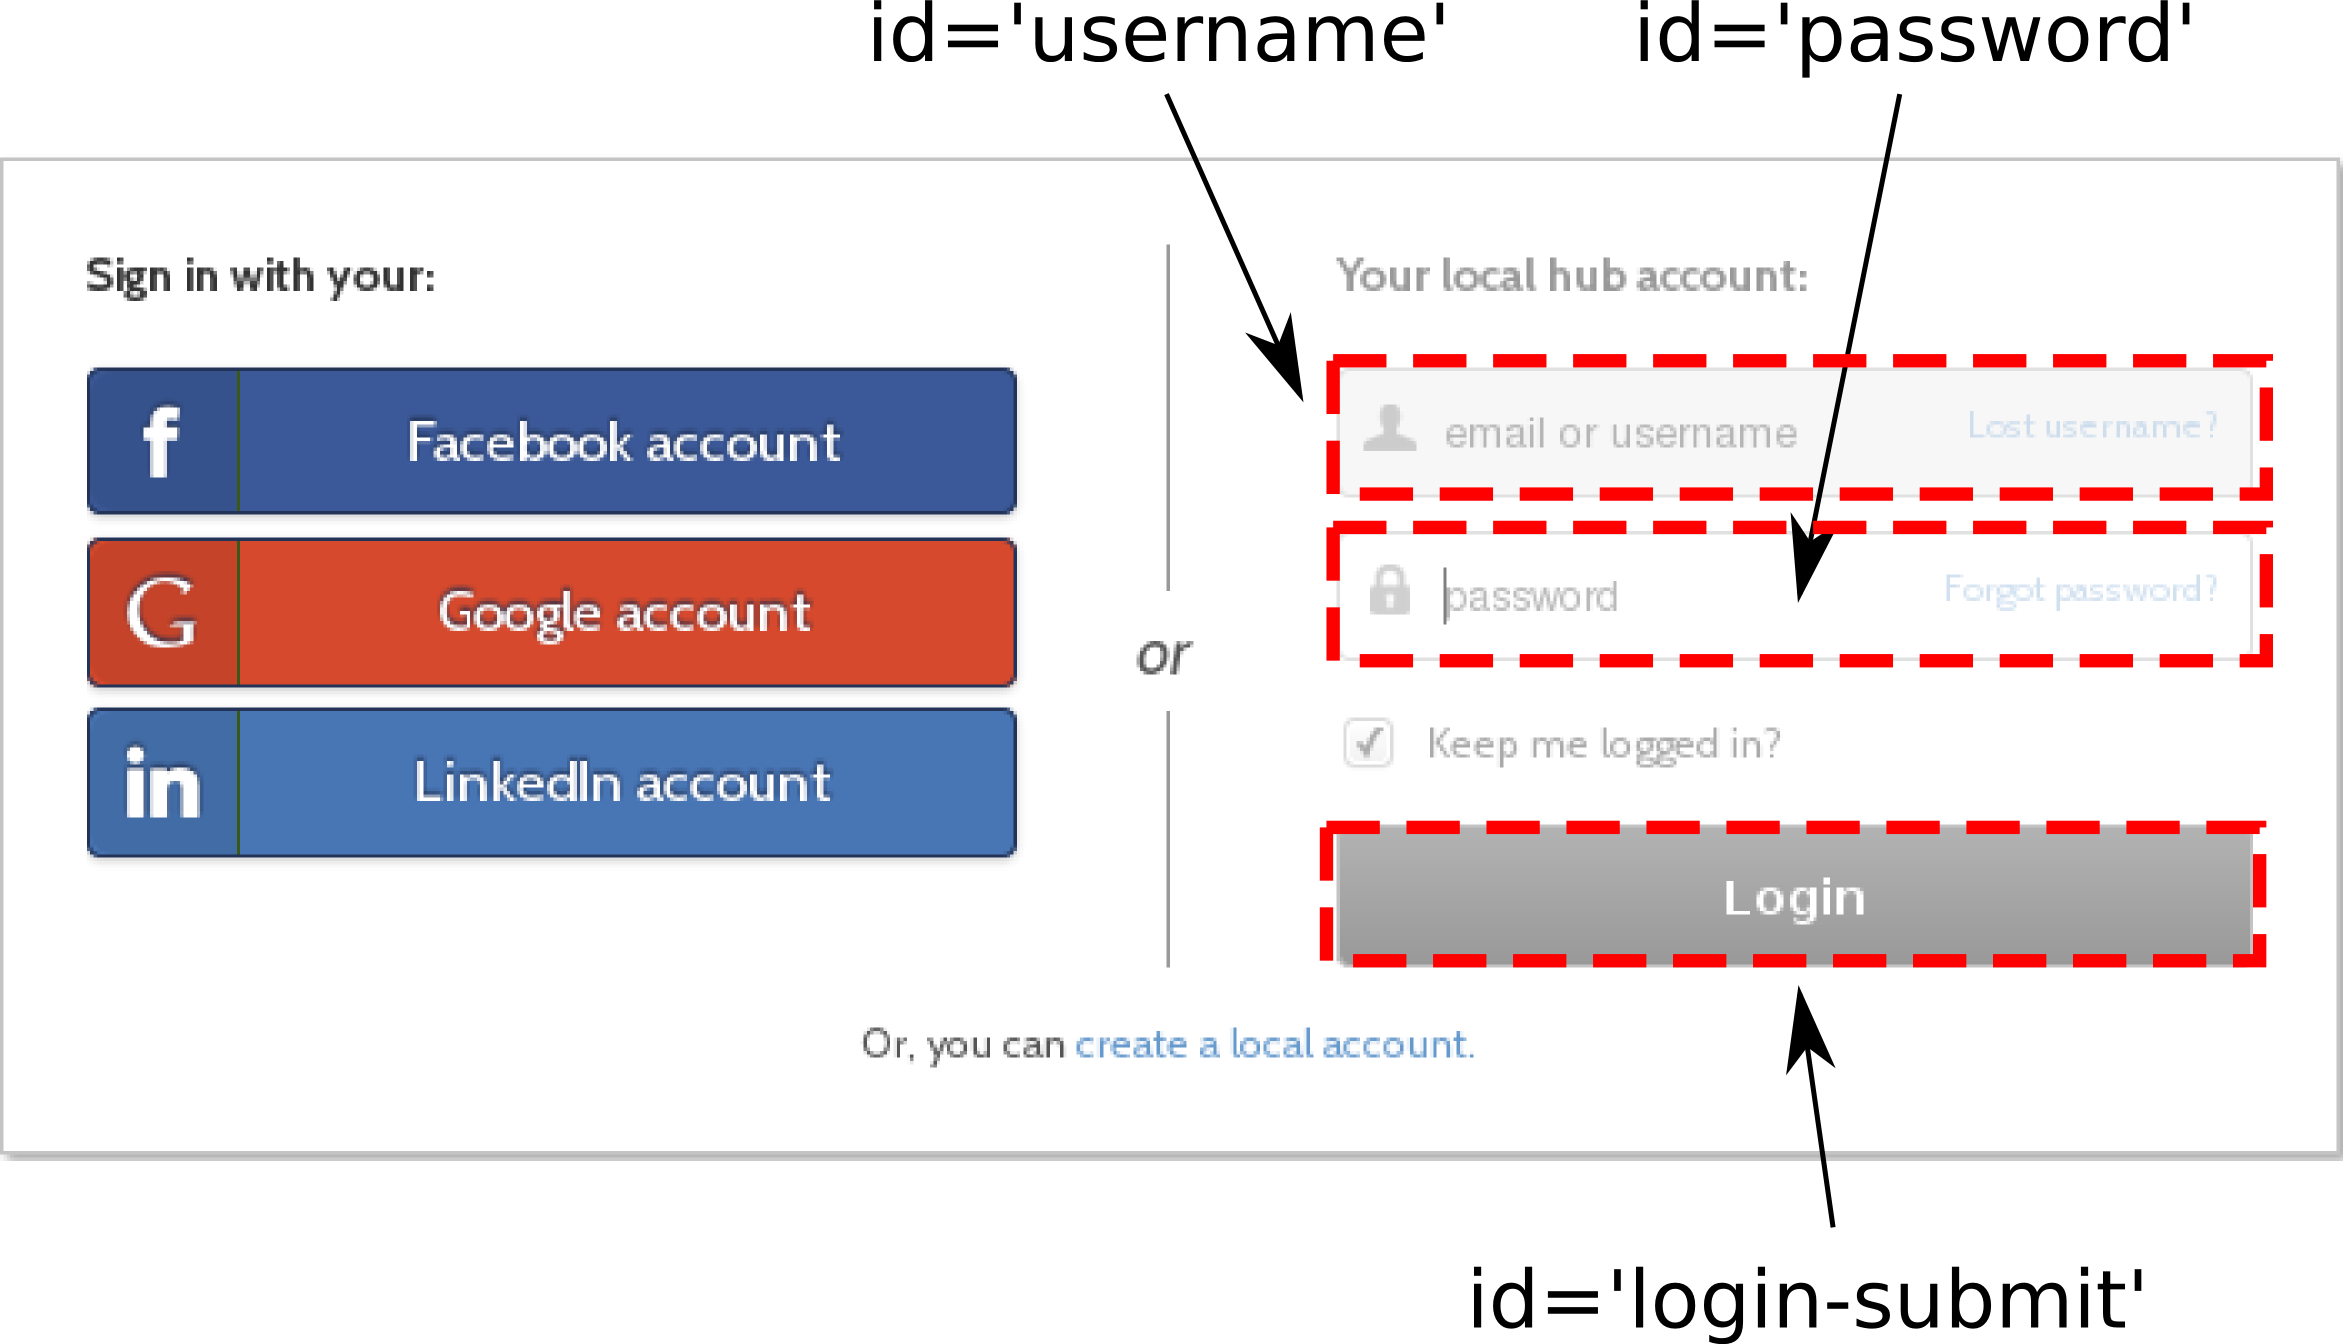 id='username'
id='password'
Sign in with your:
f
Facebook account
G
Google account
in
LinkedIn account
or
Your local hub account:
email or username
Lost username?
password
Forgot password?
Keep me logged in?
Login
Or, you can create a local account.
id='login-submit'